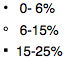 • 0- 6%
○ 6-15%
▪ 15-25%